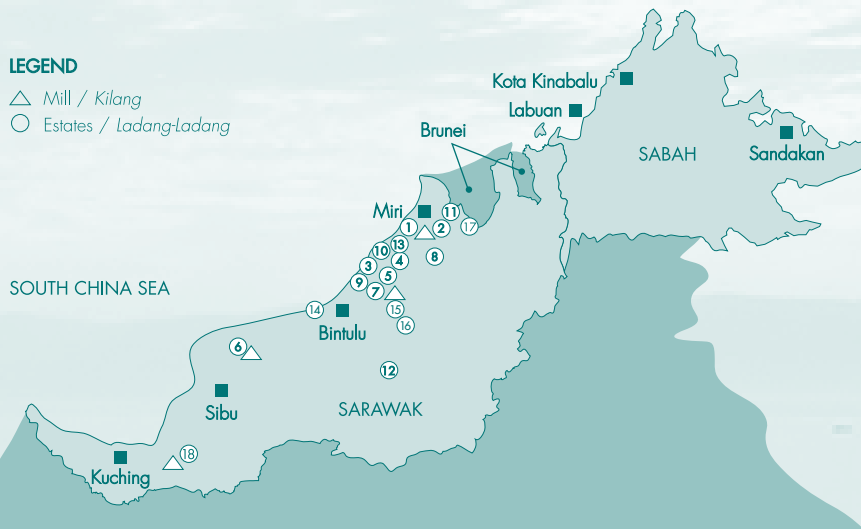 LEGEND
Mill / Kilang
Estates / Ladang-Ladang
Kota Kinabalu
Labuan
Brunei
SABAH
Sandakan
Miri
11
1
2
17
13
10
4
8
3
5
9
7
SOUTH CHINA SEA
14
15
Bintulu
16
6
12
Sibu
SARAWAK
18
Kuching